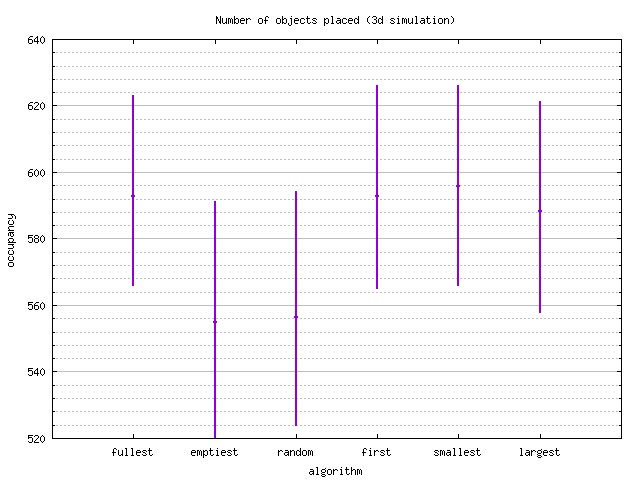 Number of objects placed (3d simulation)
640
620
600
580
560
540
520
occupancy
fullest emptiest random first smallest largest
algorithm